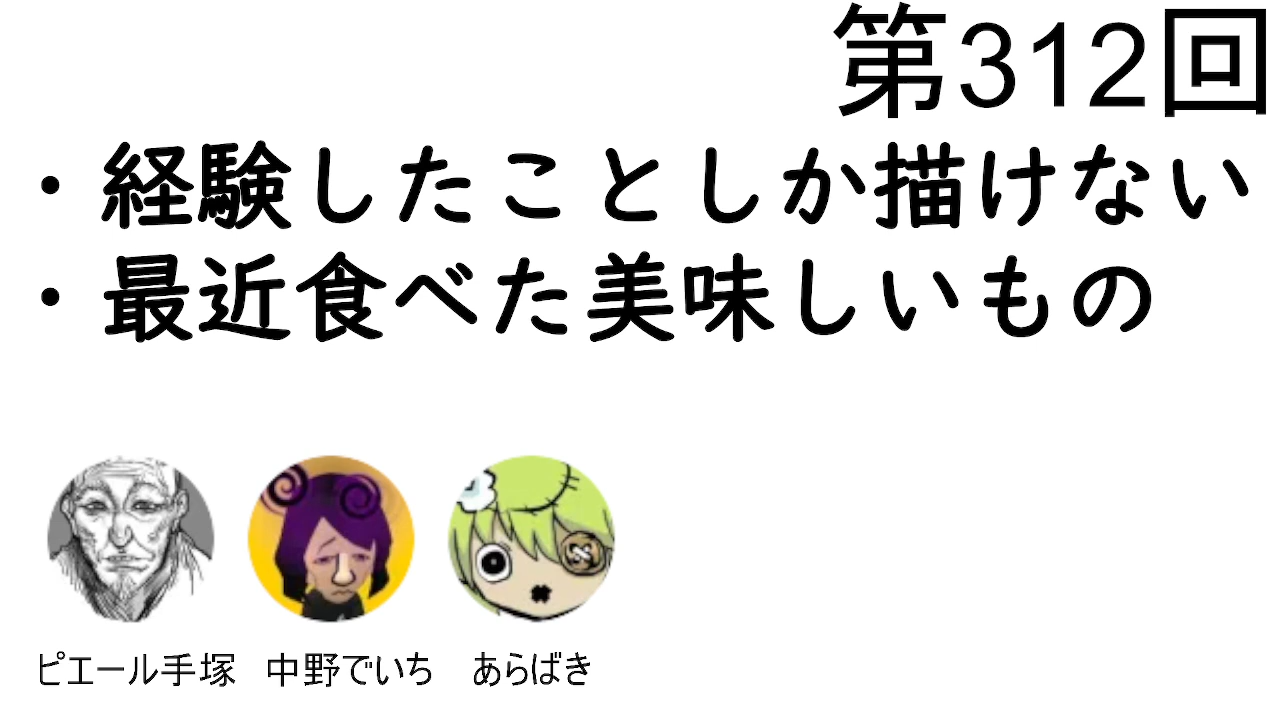 第312回
・経験したことしか描けない
・最近食べた美味しいもの
ピエール手塚 中野でいち あらばき